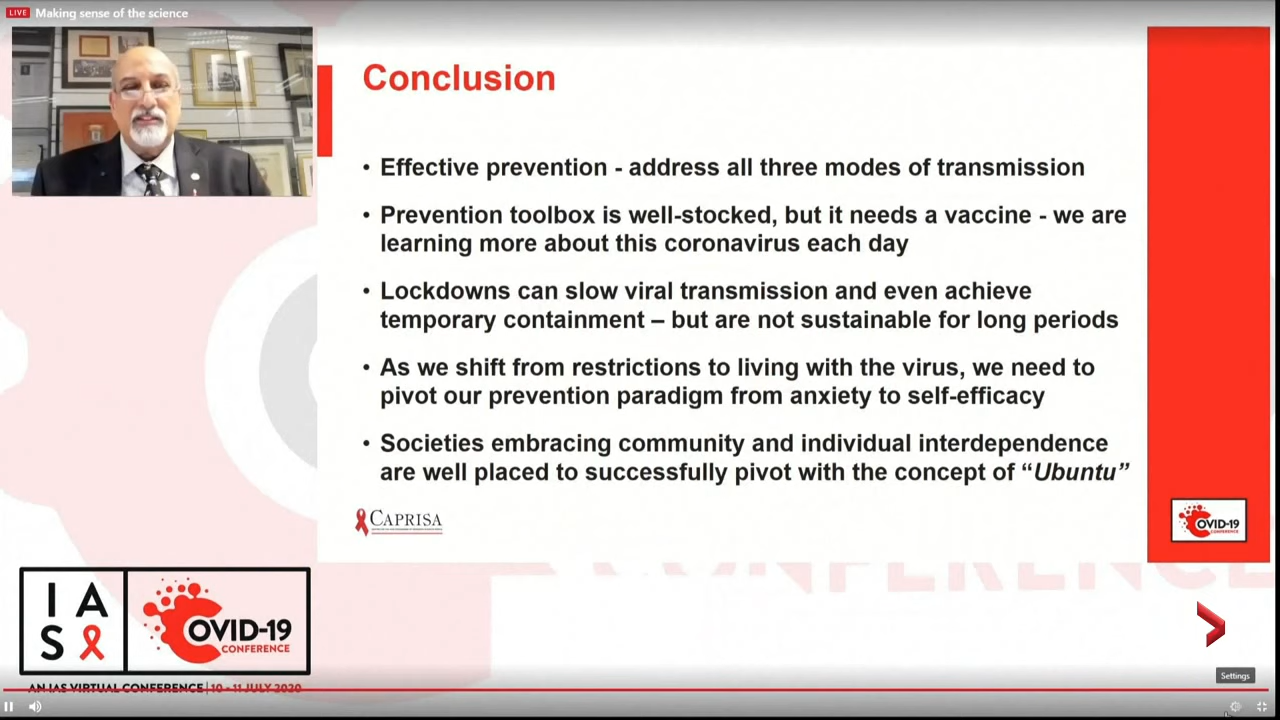 LIVE Making sense of the science
Conclusion
• Effective prevention - address all three modes of transmission
• Prevention toolbox is well-stocked, but it needs a vaccine - we are
learning more about this coronavirus each day
• Lockdowns can slow viral transmission and even achieve
temporary containment – but are not sustainable for long periods
• As we shift from restrictions to living with the virus, we need to
pivot our prevention paradigm from anxiety to self-efficacy
• Societies embracing community and individual interdependence
are well placed to successfully pivot with the concept of “Ubuntu”
CAPRISA
COVID-19
CONFERENCE
CONFERENCE
I A
S
COVID-19
CONFERENCE
AN IAS VIRTUAL CONFERENCE | 10 - 11 JULY 2020
Settings